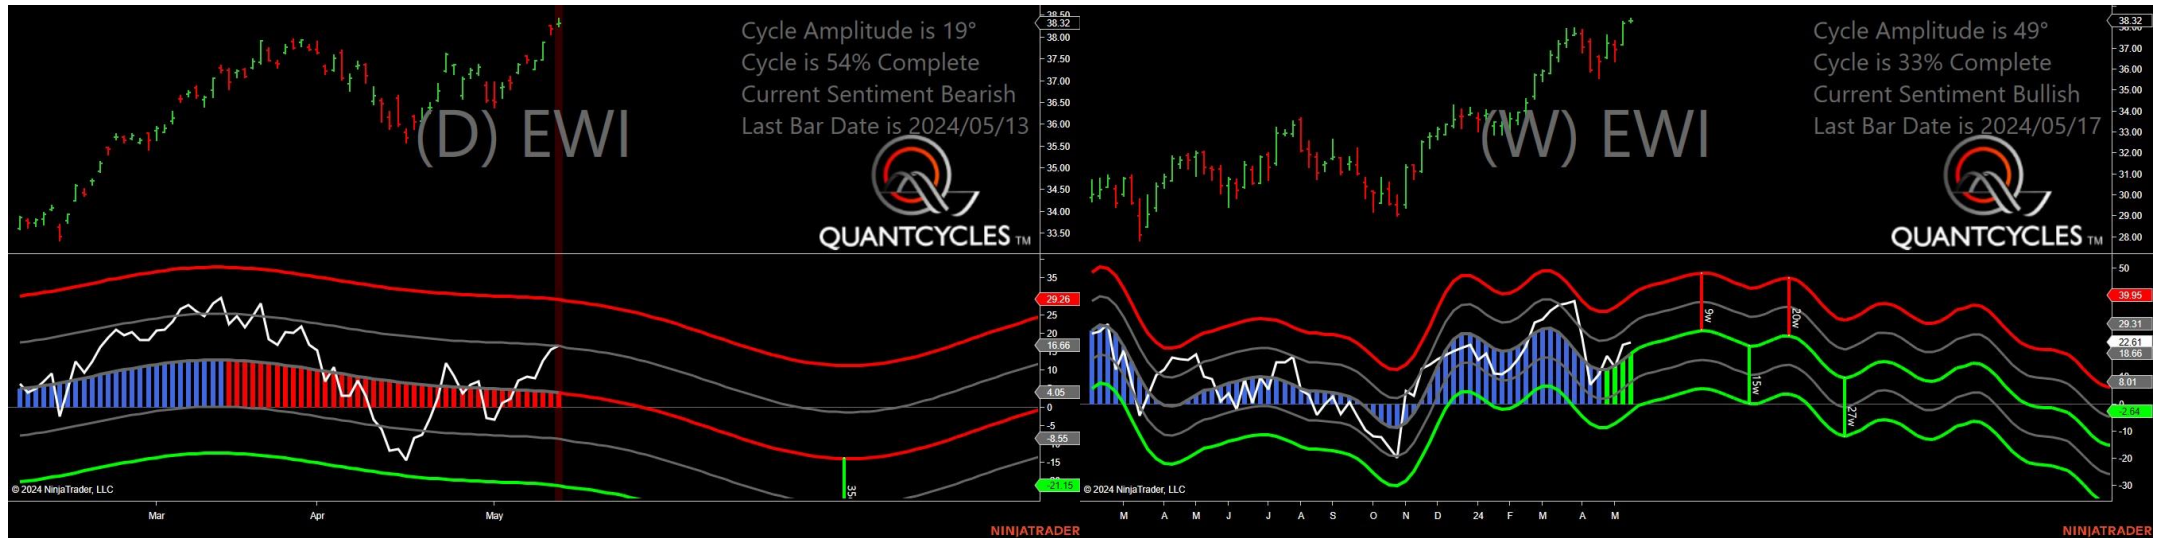 Cycle Amplitude is 19°
Cycle is 54% Complete
Current Sentiment Bearish
Last Bar Date is 2024/05/13
(D) EWI
QUANTCYCLES TM
38.50
38.32
38.00
37.50
37.00
36.50
36.00
35.50
35.00
34.50
34.00
33.50
35
29.26
25
20
16.66
15
10
4.05
0
-5
-8.55
-15
-21.15
35
© 2024 NinjaTrader, LLC
Mar
Apr
May
NINJATRADER
Cycle Amplitude is 49°
Cycle is 33% Complete
Current Sentiment Bullish
Last Bar Date is 2024/05/17
(W) EWI
QUANTCYCLES TM
38.32
37.00
36.00
35.00
34.00
33.00
32.00
31.00
30.00
29.00
28.00
50
39.95
29.31
22.61
18.66
8.01
0
-2.64
-10
-20
-30
9w
20w
15w
27w
© 2024 NinjaTrader, LLC
M A M J J A S O N D 24 F M A M
NINJATRADER